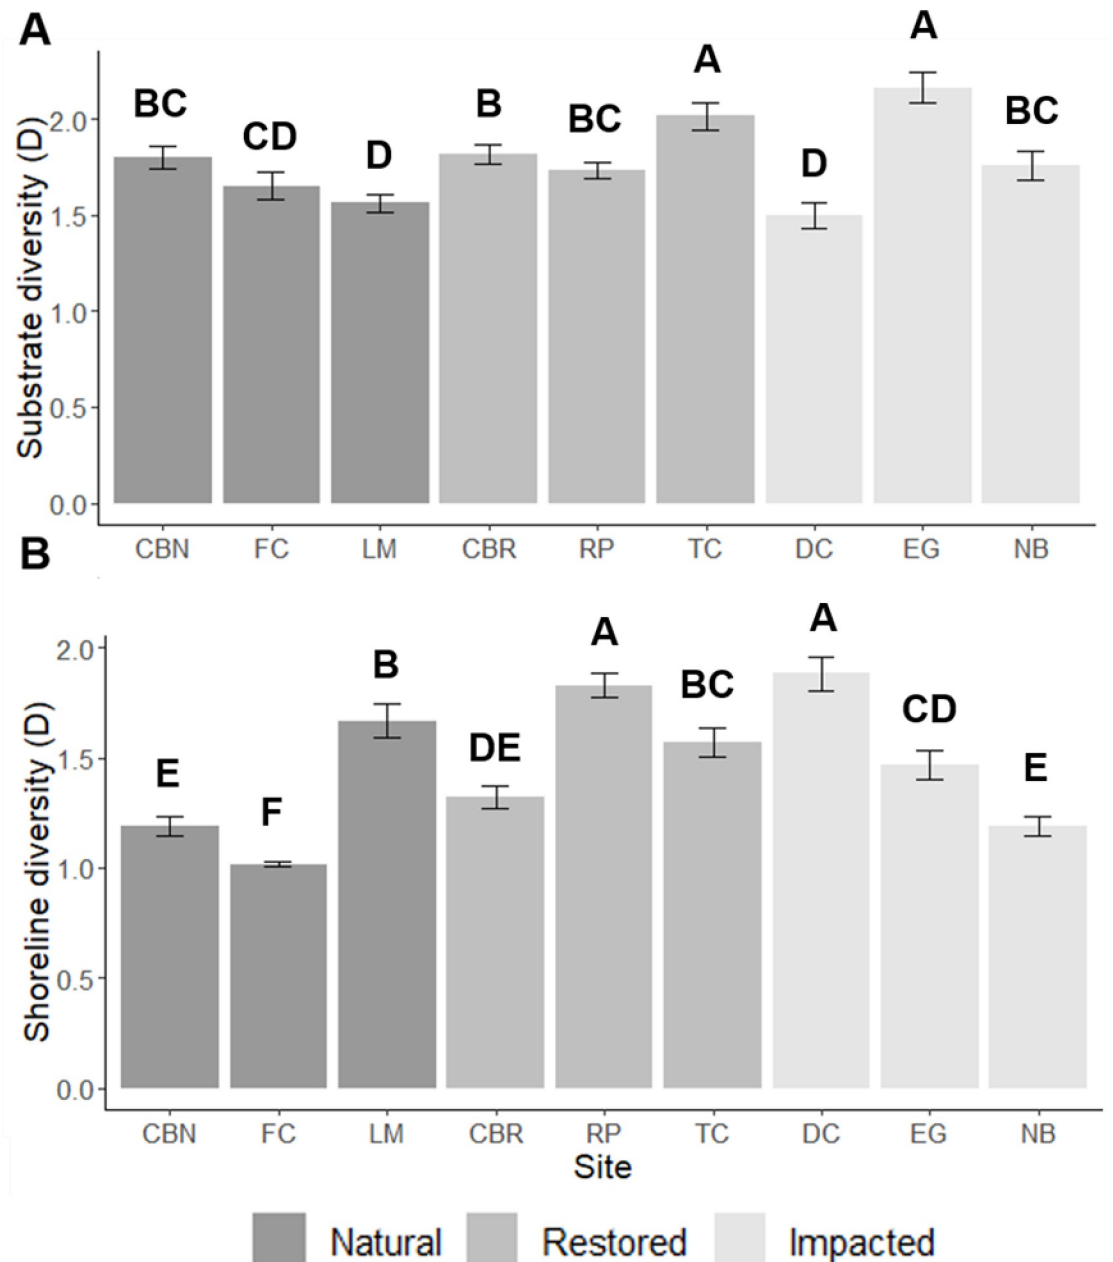 A
Substrate diversity (D)
2.0
1.5
1.0
0.5
0.0
BC
CD
D
B
BC
A
D
A
BC
CBN FC LM CBR RP TC DC EG NB
B
Shoreline diversity (D)
2.0
1.5
1.0
0.5
0.0
E
F
B
DE
A
BC
A
CD
E
CBN FC LM CBR RP TC DC EG NB
Site
Natural Restored Impacted